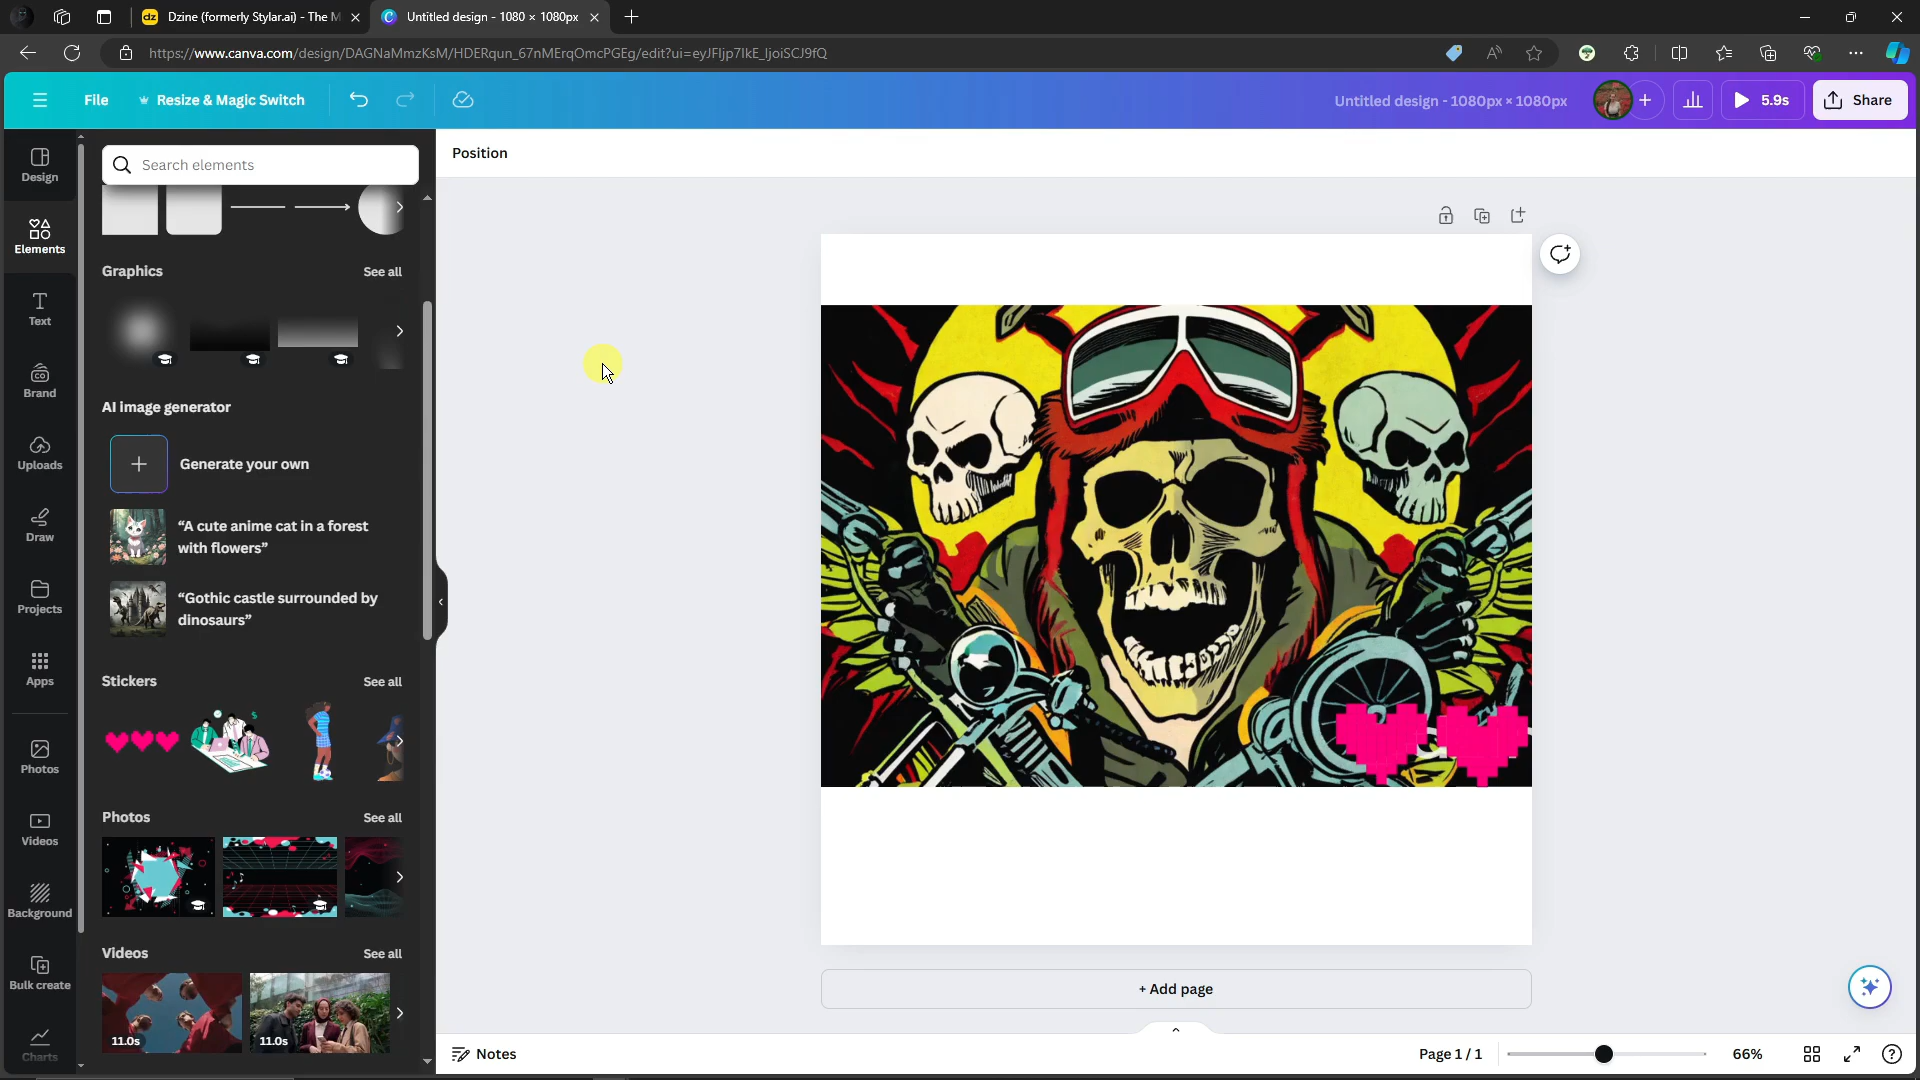 Dzine (formerly Stylar.ai) - The M
Untitled design - 1080 × 1080px
https://www.canva.com/design/DAGNaMmzKsM/HDERqun_67nMErqOmcPGEg/edit?ui=eyJFIjp7IkE_IjoiSCJ9fQ
File
Resize & Magic Switch
Untitled design - 1080px × 1080px
5.9s
Share
Design
Elements
Text
Brand
Uploads
Draw
Projects
Apps
Photos
Videos
Background
Bulk create
Charts
Search elements
Graphics
See all
AI image generator
Generate your own
“A cute anime cat in a forest
with flowers”
“Gothic castle surrounded by
dinosaurs”
Stickers
See all
Photos
See all
Videos
See all
11.0s
11.0s
Position
+ Add page
Notes
Page 1 / 1
66%